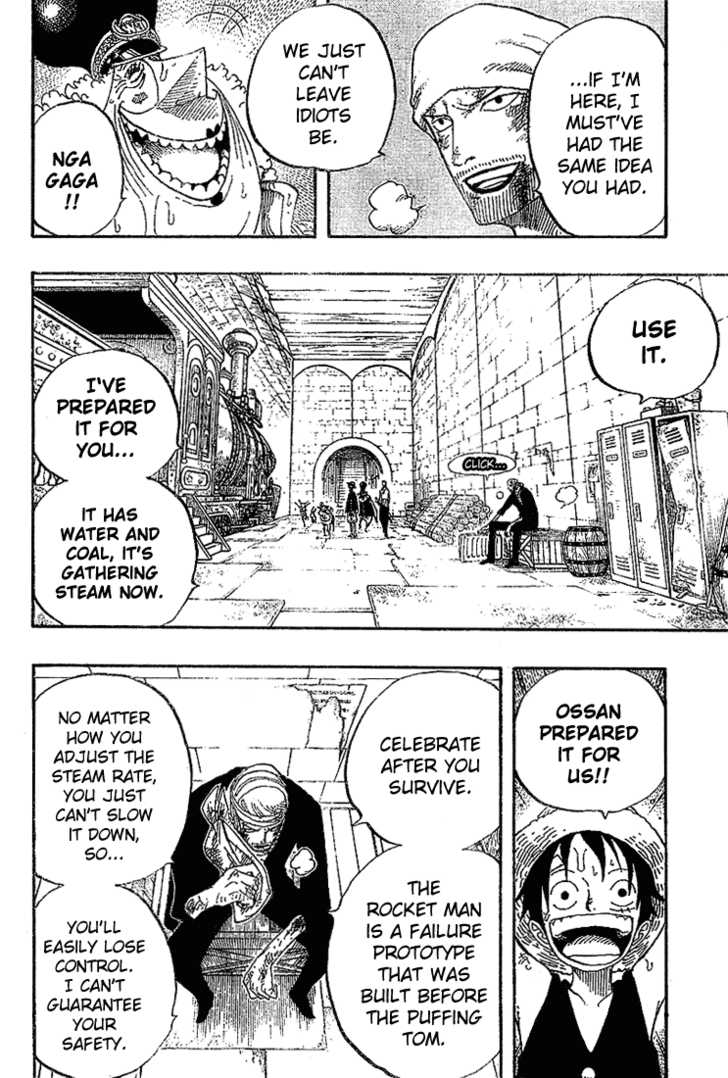 ...IF I'M
HERE, I
MUST'VE
HAD THE
SAME IDEA
YOU HAD.
WE JUST
CAN'T
LEAVE
IDIOTS
BE.
NGA
GAGA
!!
USE
IT.
CLICK...
I'VE
PREPARED
IT FOR
YOU...
IT HAS
WATER AND
COAL, IT'S
GATHERING
STEAM NOW.
OSSAN
PREPARED
IT FOR
US!!
CELEBRATE
AFTER YOU
SURVIVE.
THE
ROCKET MAN
IS A FAILURE
PROTOTYPE
THAT WAS
BUILT BEFORE
THE PUFFING
TOM.
NO MATTER
HOW YOU
ADJUST THE
STEAM RATE,
YOU JUST
CAN'T SLOW
IT DOWN,
SO...
YOU'LL
EASILY LOSE
CONTROL.
I CAN'T
GUARANTEE
YOUR
SAFETY.